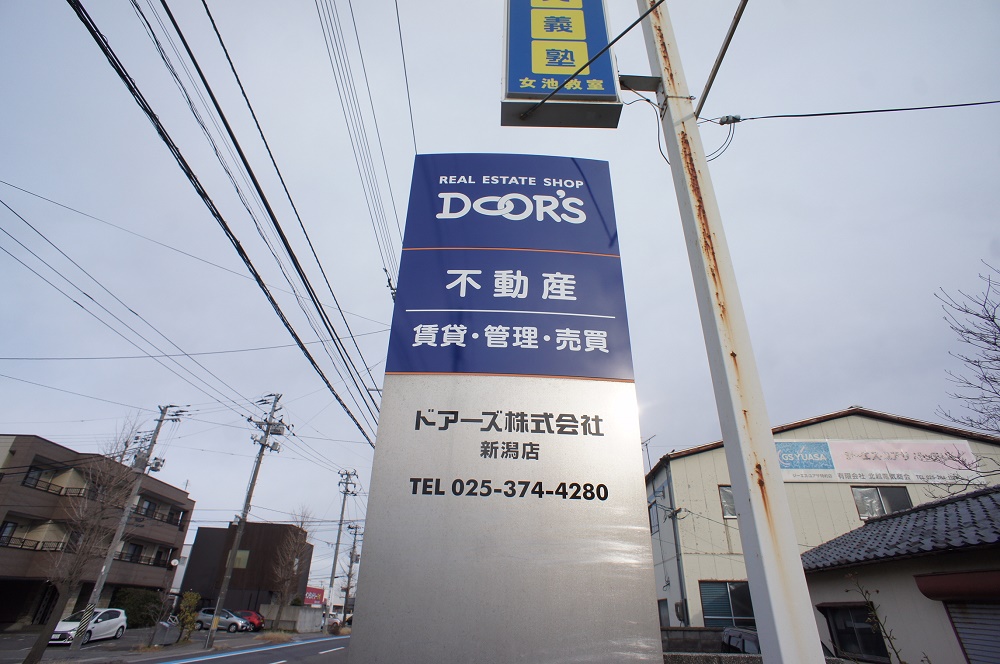 義
塾
女池教室
REAL ESTATE SHOP
DOOR'S
不動産
賃貸・管理・売買
ドアーズ株式会社
新潟店
TEL 025-374-4280
GS YUASA